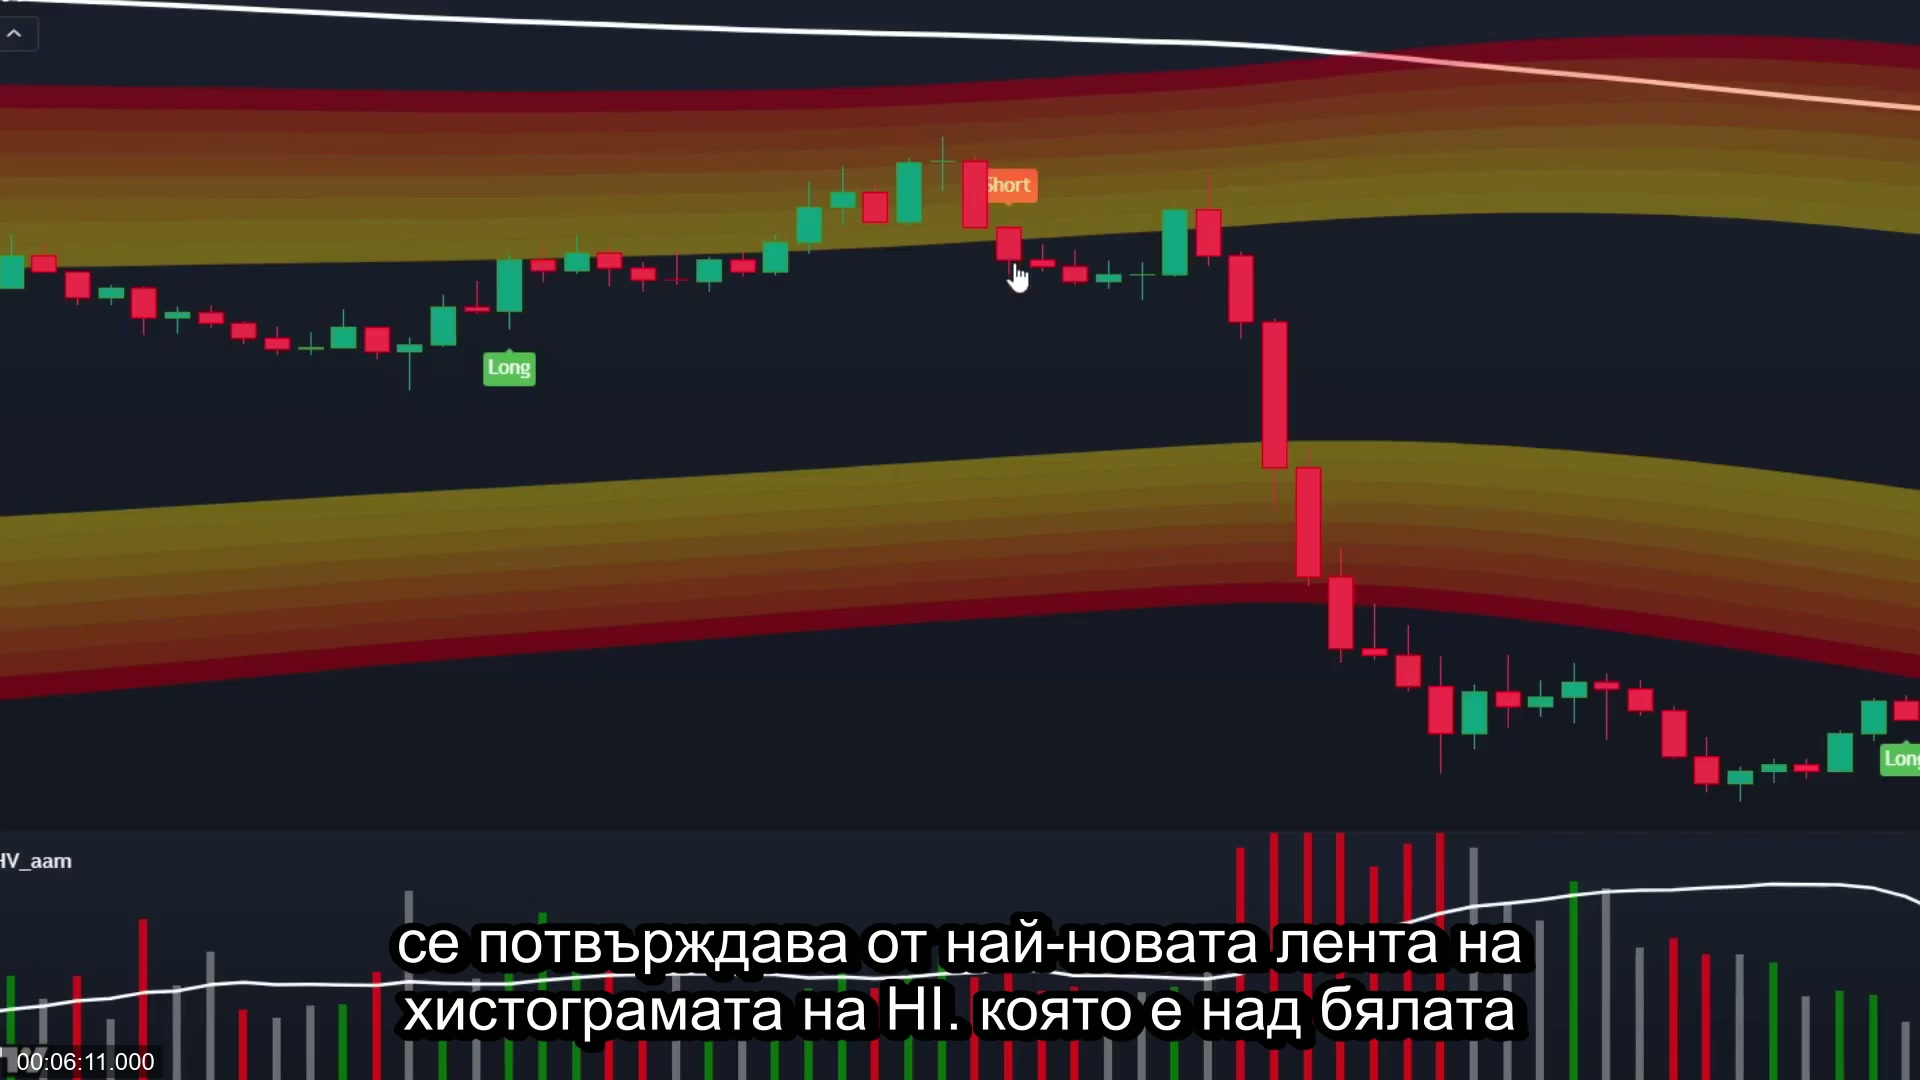 Short
Long
Long
HV_aam
се потвърждава от най-новата лента на
хистограмата на HI. която е над бялата
00:06:11.000